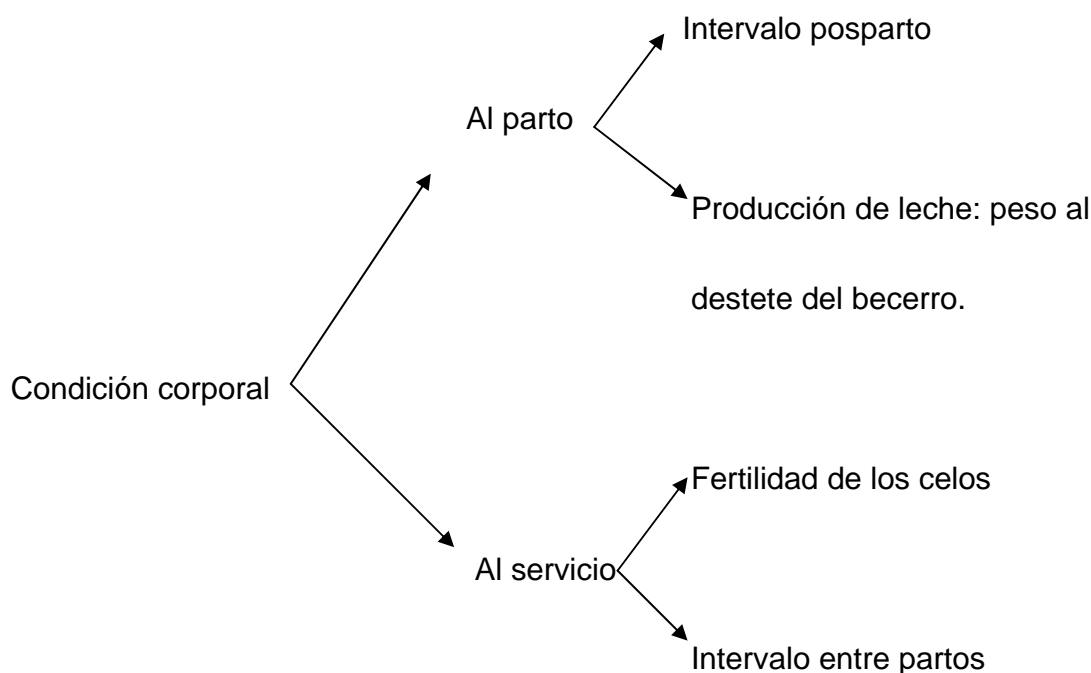 Intervalo posparto
Al parto
Producción de leche: peso al
destete del becerro.
Condición corporal
Fertilidad de los celos
Al servicio
Intervalo entre partos